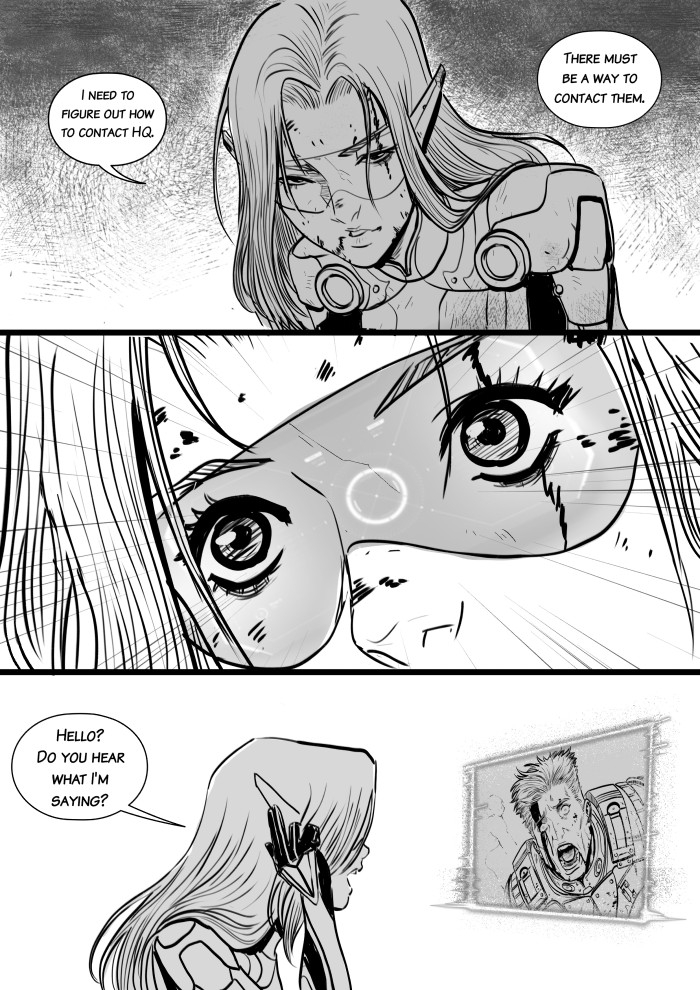 I need to
figure out how
to contact HQ.
There must
be a way to
contact them.
Hello?
Do you hear
what I'm
saying?